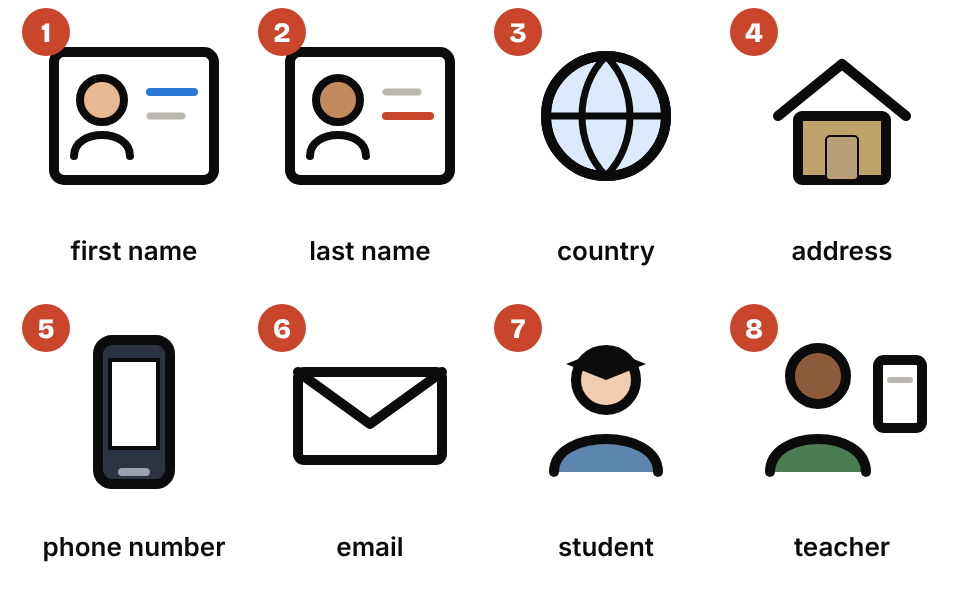 1
first name
2
last name
3
country
4
address
5
phone number
6
email
7
student
8
teacher